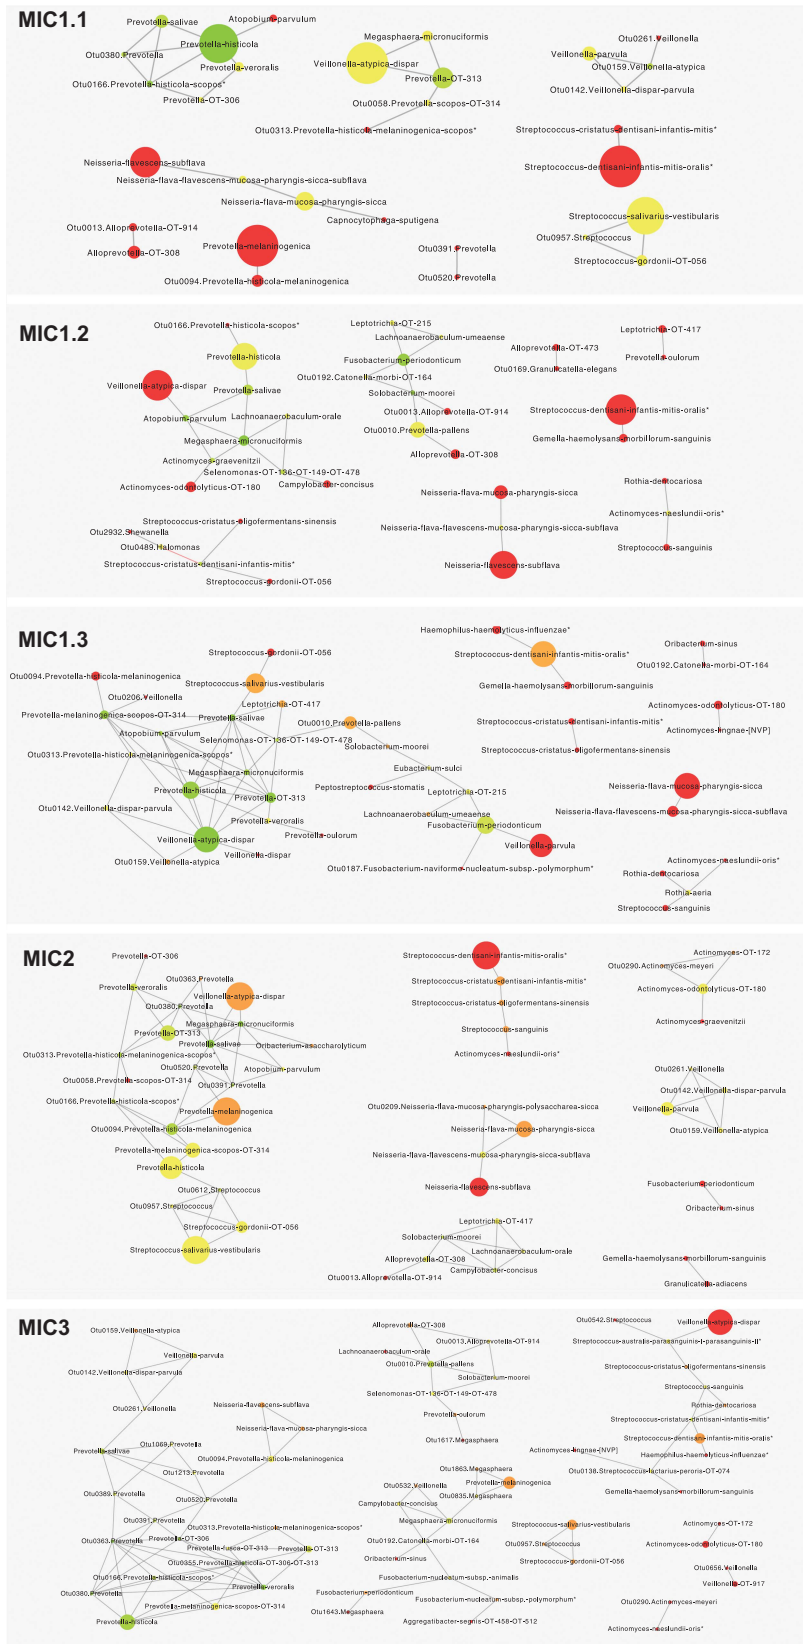 MIC1.1
Atopobium-parvulum
Prevotella-salivae
Prevotella-histicola
Otu0380.Prevotella
Prevotella-veroralis
Otu0166.Prevotella-histicola-scopos*
Prevotella-OT-306
Megasphaera-micronuciformis
Veillonella-atypica-dispar
Prevotella-OT-313
Otu0058.Prevotella-scopos-OT-314
Otu0313.Prevotella-histicola-melaninogenica-scopos*
Otu0261.Veillonella
Veillonella-parvula
Otu0159.Veillonella-atypica
Otu0142.Veillonella-dispar-parvula
Streptococcus-cristatus-dentisani-infantis-mitis*
Streptococcus-dentisani-infantis-mitis-oralis*
Neisseria-flavescens-subflava
Neisseria-flava-flavescens-mucosa-pharyngis-sicca-subflava
Neisseria-flava-mucosa-pharyngis-sicca
Capnocytophaga-sputigena
Streptococcus-salivarius-vestibularis
Otu0957.Streptococcus
Streptococcus-gordonii-OT-056
Otu0013.Alloprevotella-OT-914
Alloprevotella-OT-308
Prevotella-melaninogenica
Otu0094.Prevotella-histicola-melaninogenica
Otu0391.Prevotella
Otu0520.Prevotella
MIC1.2
Otu0166.Prevotella-histicola-scopos*
Prevotella-histicola
Veillonella-atypica-dispar
Prevotella-salivae
Atopobium-parvulum
Lachnoanaerobaculum-orale
Megasphaera-micronuciformis
Actinomyces-graevenitzii
Selenomonas-OT-136-OT-149-OT-478
Actinomyces-odontolyticus-OT-180
Campylobacter-concisus
Leptotrichia-OT-215
Lachnoanaerobaculum-umeaense
Fusobacterium-periodonticum
Otu0192.Catonella-morbi-OT-164
Solobacterium-moorei
Otu0013.Alloprevotella-OT-914
Otu0010.Prevotella-pallens
Alloprevotella-OT-308
Alloprevotella-OT-473
Otu0169.Granulicatella-elegans
Leptotrichia-OT-417
Prevotella-oulorum
Streptococcus-dentisani-infantis-mitis-oralis*
Gemella-haemolysans-morbillorum-sanguinis
Neisseria-flava-mucosa-pharyngis-sicca
Neisseria-flava-flavescens-mucosa-pharyngis-sicca-subflava
Neisseria-flavescens-subflava
Rothia-dentocariosa
Actinomyces-naeslundii-oris*
Streptococcus-sanguinis
Streptococcus-cristatus-oligofermentans-sinensis
Otu2932.Shewanella
Otu0489.Halomonas
Streptococcus-cristatus-dentisani-infantis-mitis*
Streptococcus-gordonii-OT-056
MIC1.3
Streptococcus-gordonii-OT-056
Otu0094.Prevotella-histicola-melaninogenica
Streptococcus-salivarius-vestibularis
Otu0206.Veillonella
Leptotrichia-OT-417
Prevotella-melaninogenica-scopos-OT-314
Prevotella-salivae
Otu0010.Prevotella-pallens
Atopobium-parvulum
Selenomonas-OT-136-OT-149-OT-478
Otu0313.Prevotella-histicola-melaninogenica-scopos*
Solobacterium-moorei
Megasphaera-micronuciformis
Eubacterium-sulci
Prevotella-histicola
Prevotella-OT-313
Peptostreptococcus-stomatis
Leptotrichia-OT-215
Otu0142.Veillonella-dispar-parvula
Prevotella-veroralis
Lachnoanaerobaculum-umeaense
Fusobacterium-periodonticum
Veillonella-atypica-dispar
Prevotella-oulorum
Veillonella-parvula
Otu0159.Veillonella-atypica
Veillonella-dispar
Otu0187.Fusobacterium-naviforme-nucleatum-subsp.-polymorphum*
Haemophilus-haemolyticus-influenzae*
Streptococcus-dentisani-infantis-mitis-oralis*
Gemella-haemolysans-morbillorum-sanguinis
Streptococcus-cristatus-dentisani-infantis-mitis*
Streptococcus-cristatus-oligofermentans-sinensis
Oribacterium-sinus
Otu0192.Catonella-morbi-OT-164
Actinomyces-odontolyticus-OT-180
Actinomyces-lingnae-[NVP]
Neisseria-flava-mucosa-pharyngis-sicca
Neisseria-flava-flavescens-mucosa-pharyngis-sicca-subflava
Actinomyces-naeslundii-oris*
Rothia-dentocariosa
Rothia-aeria
Streptococcus-sanguinis
MIC2
Prevotella-OT-306
Otu0363.Prevotella
Prevotella-veroralis
Veillonella-atypica-dispar
Otu0380.Prevotella
Megasphaera-micronuciformis
Prevotella-OT-313
Prevotella-salivae
Oribacterium-asaccharolyticum
Otu0313.Prevotella-histicola-melaninogenica-scopos*
Otu0520.Prevotella
Atopobium-parvulum
Otu0058.Prevotella-scopos-OT-314
Otu0391.Prevotella
Otu0166.Prevotella-histicola-scopos*
Prevotella-melaninogenica
Otu0094.Prevotella-histicola-melaninogenica
Prevotella-melaninogenica-scopos-OT-314
Prevotella-histicola
Otu0612.Streptococcus
Otu0957.Streptococcus
Streptococcus-gordonii-OT-056
Streptococcus-salivarius-vestibularis
Streptococcus-dentisani-infantis-mitis-oralis*
Streptococcus-cristatus-dentisani-infantis-mitis*
Streptococcus-cristatus-oligofermentans-sinensis
Streptococcus-sanguinis
Actinomyces-naeslundii-oris*
Otu0209.Neisseria-flava-mucosa-pharyngis-polysaccharea-sicca
Neisseria-flava-mucosa-pharyngis-sicca
Neisseria-flava-flavescens-mucosa-pharyngis-sicca-subflava
Neisseria-flavescens-subflava
Leptotrichia-OT-417
Solobacterium-moorei
Lachnoanaerobaculum-orale
Alloprevotella-OT-308
Campylobacter-concisus
Otu0013.Alloprevotella-OT-914
Actinomyces-OT-172
Otu0290.Actinomyces-meyeri
Actinomyces-odontolyticus-OT-180
Actinomyces-graevenitzii
Otu0261.Veillonella
Otu0142.Veillonella-dispar-parvula
Veillonella-parvula
Otu0159.Veillonella-atypica
Fusobacterium-periodonticum
Oribacterium-sinus
Gemella-haemolysans-morbillorum-sanguinis
Granulicatella-adiacens
MIC3
Otu0159.Veillonella-atypica
Veillonella-parvula
Otu0142.Veillonella-dispar-parvula
Otu0261.Veillonella
Neisseria-flavescens-subflava
Neisseria-flava-mucosa-pharyngis-sicca
Prevotella-salivae
Otu1069.Prevotella
Otu0094.Prevotella-histicola-melaninogenica
Otu1213.Prevotella
Otu0389.Prevotella
Otu0520.Prevotella
Otu0391.Prevotella
Otu0313.Prevotella-histicola-melaninogenica-scopos*
Otu0363.Prevotella
Prevotella-OT-306
Prevotella-fusca-OT-313
Prevotella-OT-313
Otu0355.Prevotella-histicola-OT-306-OT-313
Otu0166.Prevotella-histicola-scopos*
Prevotella-veroralis
Otu0380.Prevotella
Prevotella-melaninogenica-scopos-OT-314
Prevotella-histicola
Alloprevotella-OT-308
Otu0013.Alloprevotella-OT-914
Lachnoanaerobaculum-orale
Otu0010.Prevotella-pallens
Solobacterium-moorei
Selenomonas-OT-136-OT-149-OT-478
Prevotella-oulorum
Otu1617.Megasphaera
Otu1863.Megasphaera
Prevotella-melaninogenica
Otu0532.Veillonella
Otu0835.Megasphaera
Campylobacter-concisus
Megasphaera-micronuciformis
Otu0192.Catonella-morbi-OT-164
Oribacterium-sinus
Fusobacterium-nucleatum-subsp.-animalis
Fusobacterium-periodonticum
Fusobacterium-nucleatum-subsp.-polymorphum*
Otu1643.Megasphaera
Aggregatibacter-segnis-OT-458-OT-512
Otu0542.Streptococcus
Veillonella-atypica-dispar
Streptococcus-australis-parasanguinis-I-parasanguinis-II*
Streptococcus-cristatus-oligofermentans-sinensis
Streptococcus-sanguinis
Rothia-dentocariosa
Streptococcus-cristatus-dentisani-infantis-mitis*
Streptococcus-dentisani-infantis-mitis-oralis*
Actinomyces-lingnae-[NVP]
Haemophilus-haemolyticus-influenzae*
Otu0138.Streptococcus-lactarius-peroris-OT-074
Gemella-haemolysans-morbillorum-sanguinis
Streptococcus-salivarius-vestibularis
Otu0957.Streptococcus
Streptococcus-gordonii-OT-056
Actinomyces-OT-172
Actinomyces-odontolyticus-OT-180
Otu0656.Veillonella
Veillonella-OT-917
Otu0290.Actinomyces-meyeri
Actinomyces-naeslundii-oris*